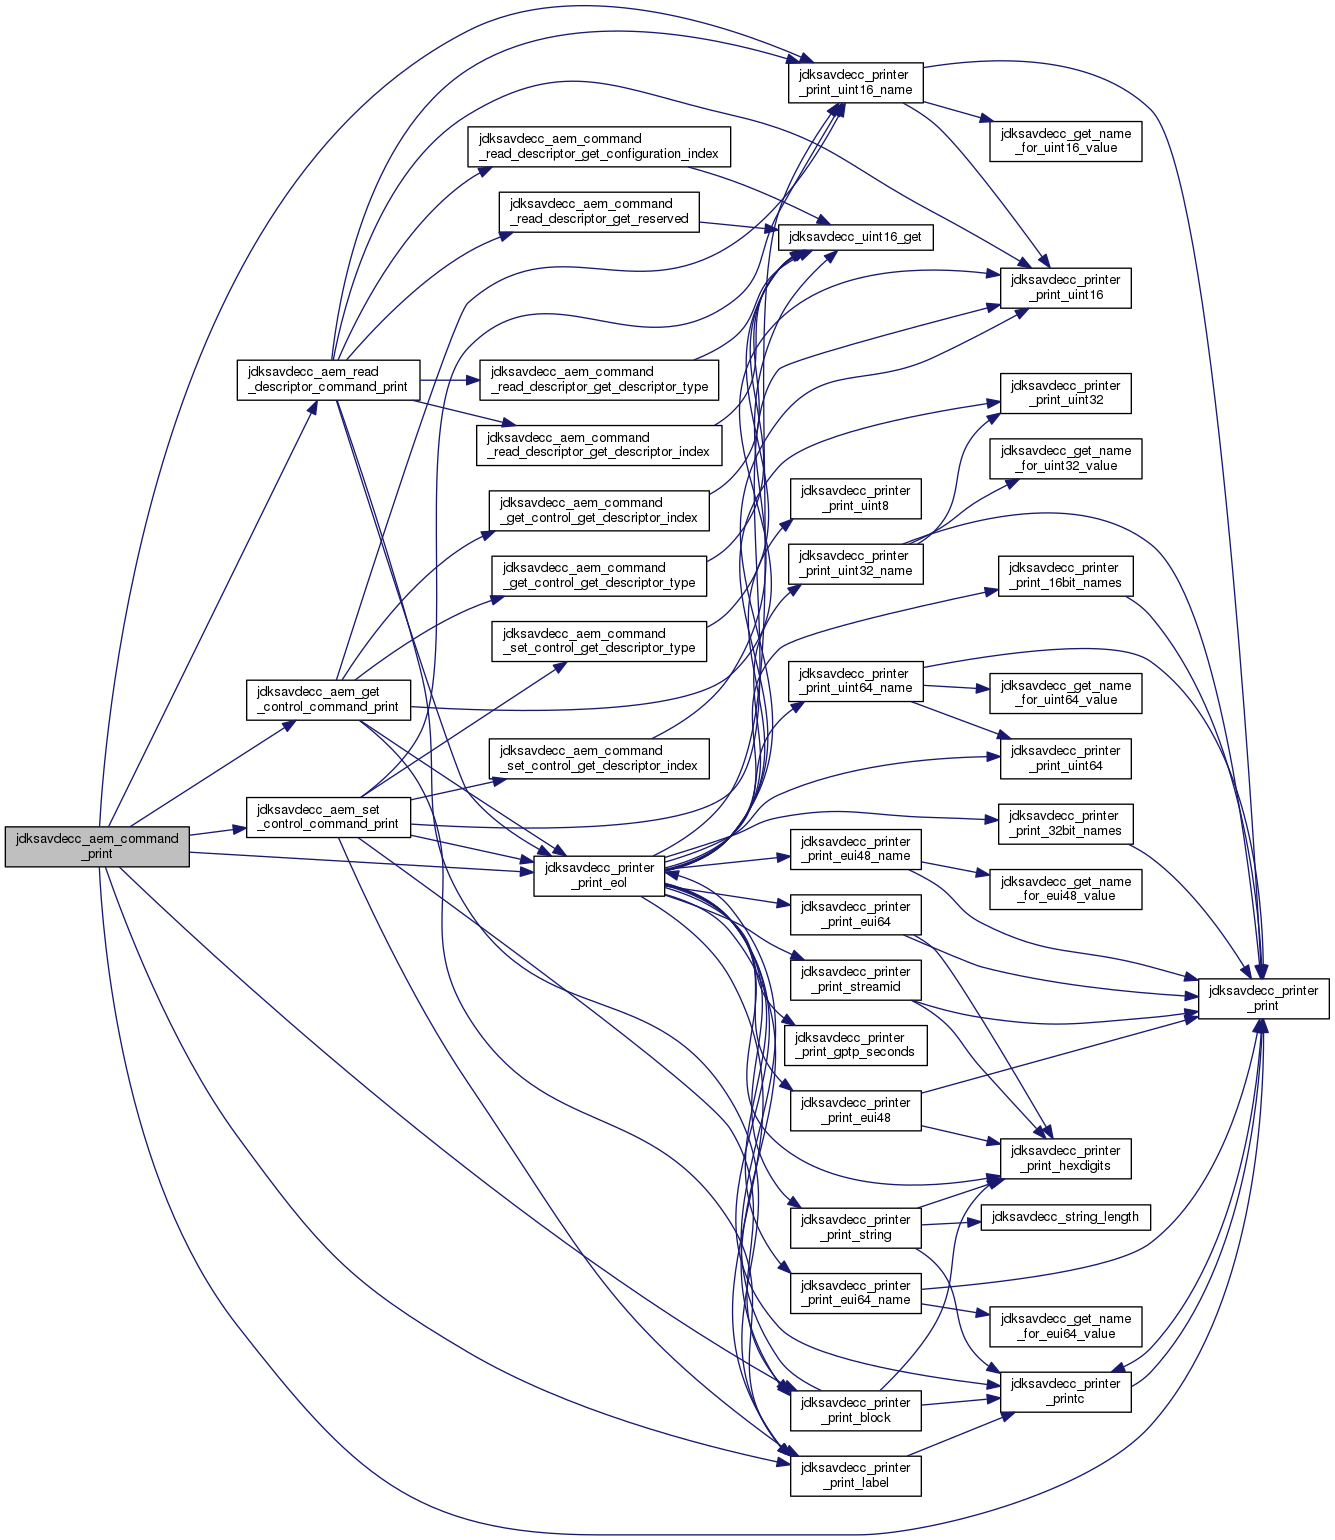 jdksavdecc_aem_command
_print
jdksavdecc_aem_read
_descriptor_command_print
jdksavdecc_aem_get
_control_command_print
jdksavdecc_aem_set
_control_command_print
jdksavdecc_aem_command
_read_descriptor_get_configuration_index
jdksavdecc_aem_command
_read_descriptor_get_reserved
jdksavdecc_aem_command
_read_descriptor_get_descriptor_type
jdksavdecc_aem_command
_read_descriptor_get_descriptor_index
jdksavdecc_aem_command
_get_control_get_descriptor_index
jdksavdecc_aem_command
_get_control_get_descriptor_type
jdksavdecc_aem_command
_set_control_get_descriptor_type
jdksavdecc_aem_command
_set_control_get_descriptor_index
jdksavdecc_printer
_print_eol
jdksavdecc_printer
_print_uint16_name
jdksavdecc_uint16_get
jdksavdecc_printer
_print_uint8
jdksavdecc_printer
_print_uint32_name
jdksavdecc_printer
_print_uint64_name
jdksavdecc_printer
_print_eui48_name
jdksavdecc_printer
_print_eui64
jdksavdecc_printer
_print_streamid
jdksavdecc_printer
_print_gptp_seconds
jdksavdecc_printer
_print_eui48
jdksavdecc_printer
_print_string
jdksavdecc_printer
_print_eui64_name
jdksavdecc_printer
_print_block
jdksavdecc_printer
_print_label
jdksavdecc_get_name
_for_uint16_value
jdksavdecc_printer
_print_uint16
jdksavdecc_printer
_print_uint32
jdksavdecc_get_name
_for_uint32_value
jdksavdecc_printer
_print_16bit_names
jdksavdecc_get_name
_for_uint64_value
jdksavdecc_printer
_print_uint64
jdksavdecc_printer
_print_32bit_names
jdksavdecc_get_name
_for_eui48_value
jdksavdecc_printer
_print_hexdigits
jdksavdecc_string_length
jdksavdecc_get_name
_for_eui64_value
jdksavdecc_printer
_printc
jdksavdecc_printer
_print